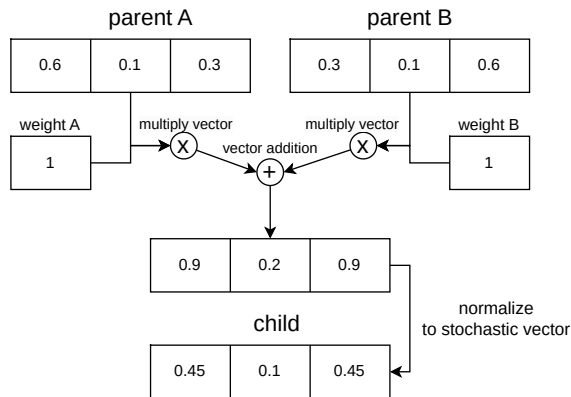 parent A
parent B
0.6 0.1 0.3
0.3 0.1 0.6
weight A
multiply vector
multiply vector
weight B
vector addition
1
X
X
1
+
0.9 0.2 0.9
child
normalize
to stochastic vector
0.45 0.1 0.45